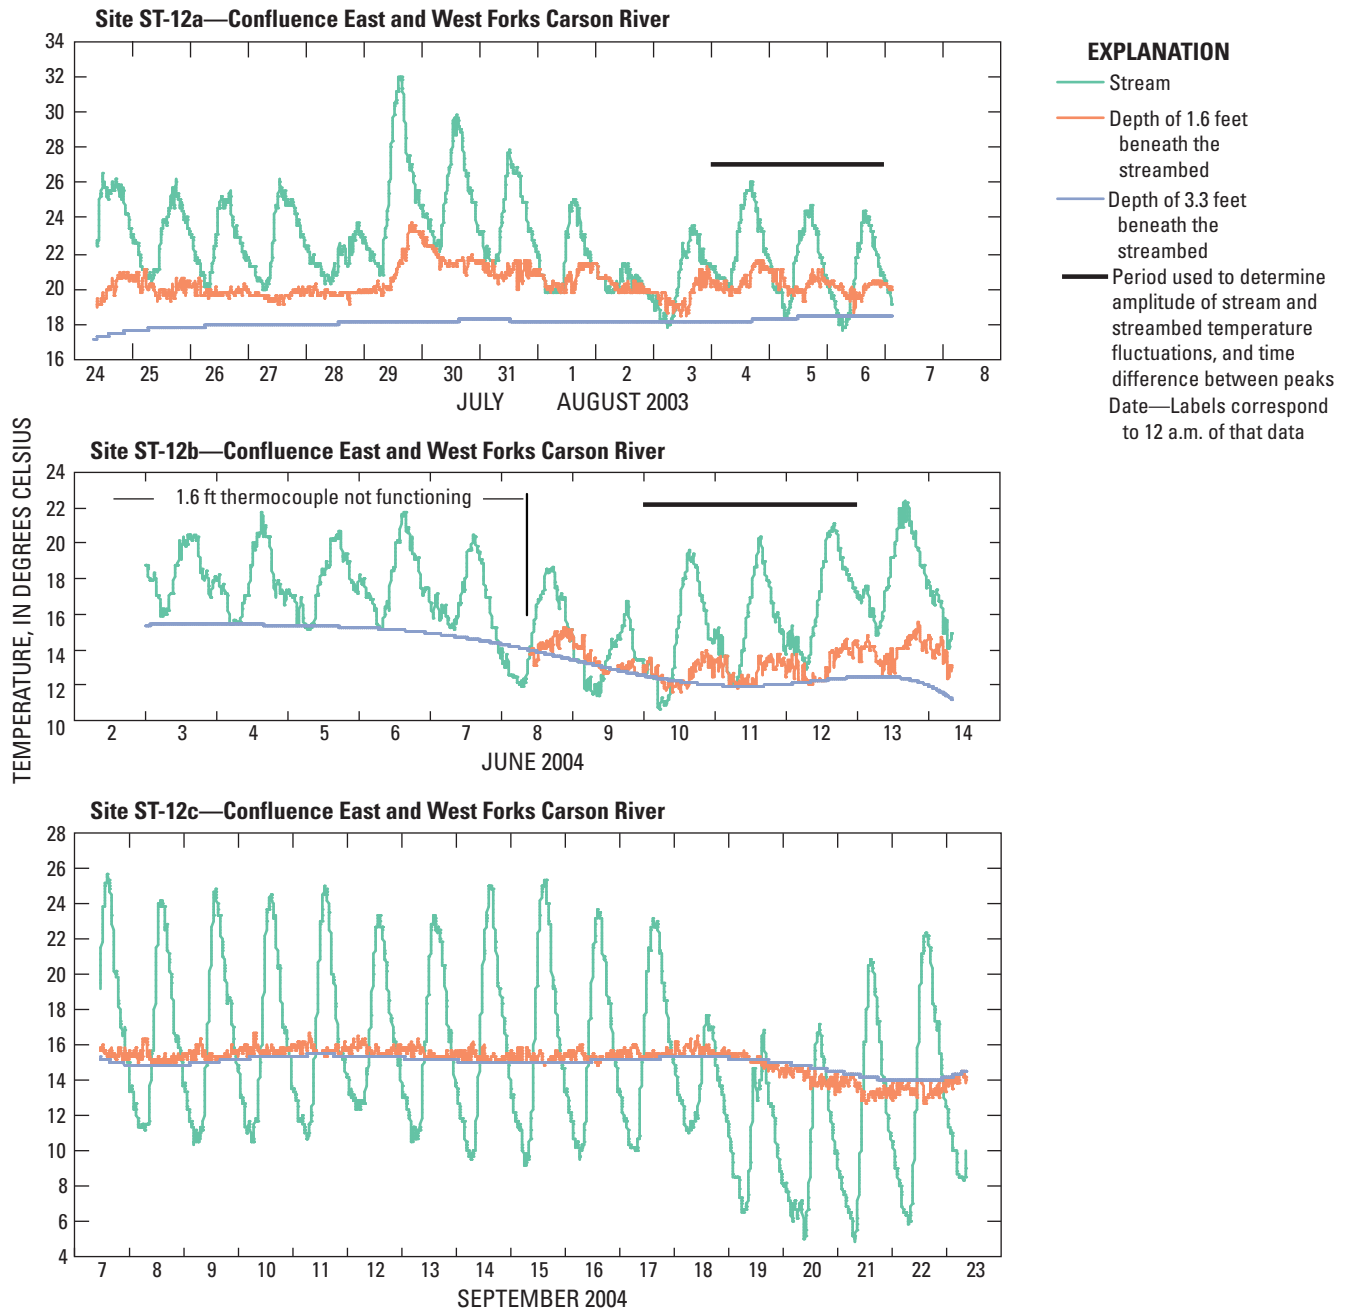 Site ST-12a—Confluence East and West Forks Carson River
34
32
30
28
26
24
22
20
18
16
24 25 26 27 28 29 30 31 1 2 3 4 5 6 7 8
JULY AUGUST 2003
EXPLANATION
Stream
Depth of 1.6 feet
beneath the
streambed
Depth of 3.3 feet
beneath the
streambed
Period used to determine
amplitude of stream and
streambed temperature
fluctuations, and time
difference between peaks
Date—Labels correspond
to 12 a.m. of that data
TEMPERATURE, IN DEGREES CELSIUS
Site ST-12b—Confluence East and West Forks Carson River
24
22
20
18
16
14
12
10
1.6 ft thermocouple not functioning
2 3 4 5 6 7 8 9 10 11 12 13 14
JUNE 2004
Site ST-12c—Confluence East and West Forks Carson River
28
26
24
22
20
18
16
14
12
10
8
6
4
7 8 9 10 11 12 13 14 15 16 17 18 19 20 21 22 23
SEPTEMBER 2004